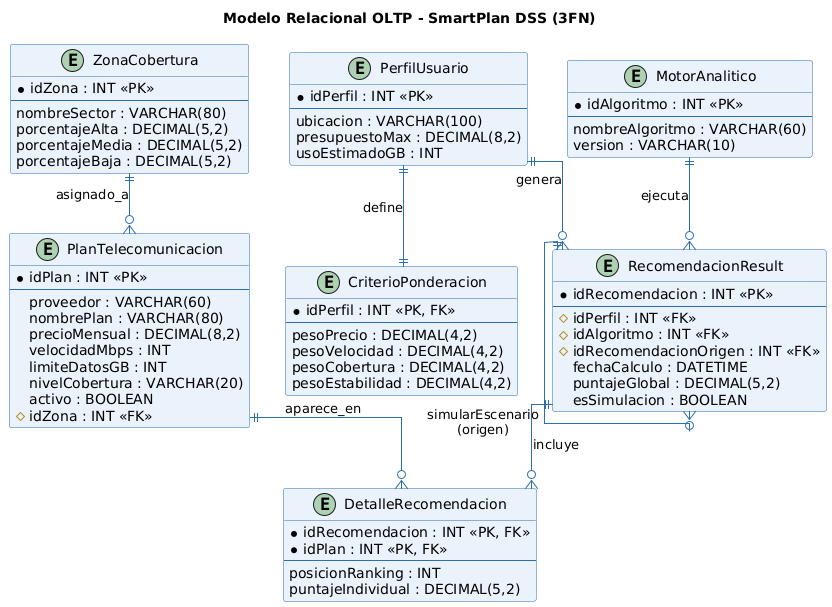 Modelo Relacional OLTP - SmartPlan DSS (3FN)
E ZonaCobertura
idZona : INT «PK»
nombreSector : VARCHAR(80)
porcentajeAlta : DECIMAL(5,2)
porcentajeMedia : DECIMAL(5,2)
porcentajeBaja : DECIMAL(5,2)
E PerfilUsuario
idPerfil : INT «PK»
ubicacion : VARCHAR(100)
presupuestoMax : DECIMAL(8,2)
usoEstimadoGB : INT
E MotorAnalitico
idAlgoritmo : INT «PK»
nombreAlgoritmo : VARCHAR(60)
version : VARCHAR(10)
asignado_a
define
genera
ejecuta
E PlanTelecomunicacion
idPlan : INT «PK»
proveedor : VARCHAR(60)
nombrePlan : VARCHAR(80)
precioMensual : DECIMAL(8,2)
velocidadMbps : INT
limiteDatosGB : INT
nivelCobertura : VARCHAR(20)
activo : BOOLEAN
idZona : INT «FK»
E CriterioPonderacion
idPerfil : INT «PK, FK»
pesoPrecio : DECIMAL(4,2)
pesoVelocidad : DECIMAL(4,2)
pesoCobertura : DECIMAL(4,2)
pesoEstabilidad : DECIMAL(4,2)
E RecomendacionResult
idRecomendacion : INT «PK»
idPerfil : INT «FK»
idAlgoritmo : INT «FK»
idRecomendacionOrigen : INT «FK»
fechaCalculo : DATETIME
puntajeGlobal : DECIMAL(5,2)
esSimulacion : BOOLEAN
aparece_en
simularEscenario
(origen)
incluye
E DetalleRecomendacion
idRecomendacion : INT «PK, FK»
idPlan : INT «PK, FK»
posicionRanking : INT
puntajeIndividual : DECIMAL(5,2)